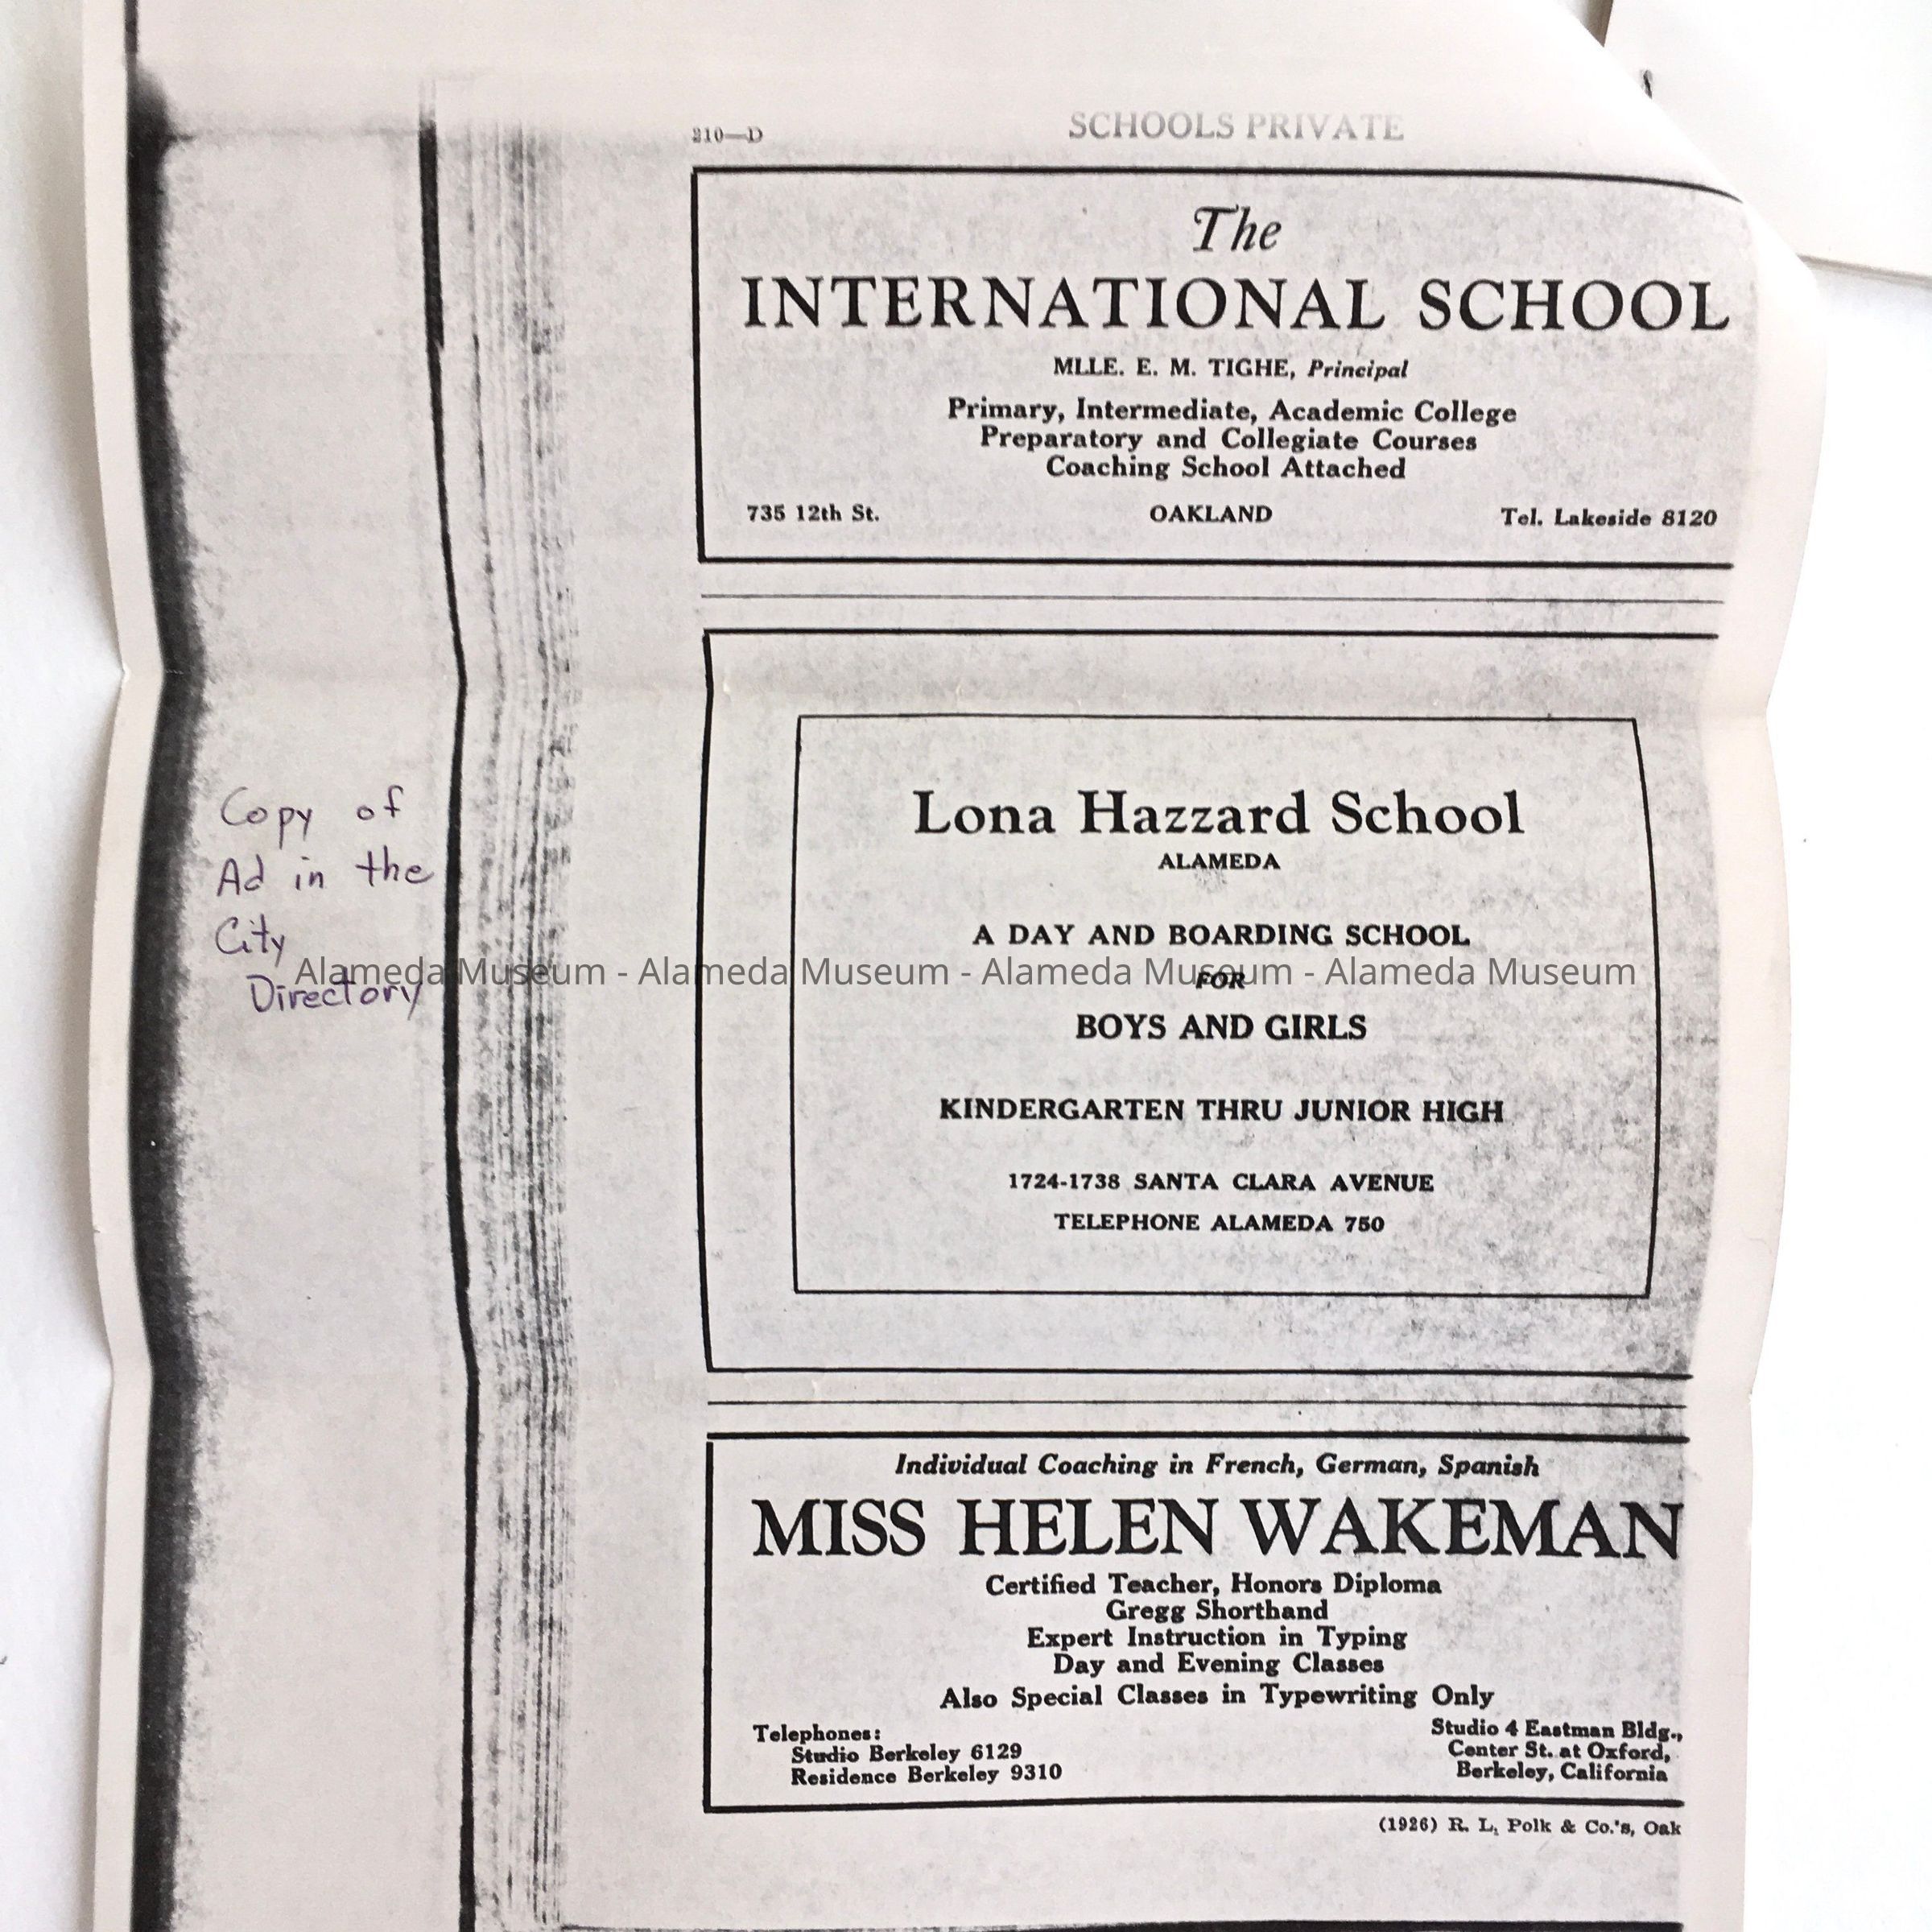 210—D
SCHOOLS PRIVATE
The
INTERNATIONAL SCHOOL
MLLE. E. M. TIGHE, Principal
Primary, Intermediate, Academic College
Preparatory and Collegiate Courses
Coaching School Attached
735 12th St. OAKLAND Tel. Lakeside 8120
Lona Hazzard School
ALAMEDA
A DAY AND BOARDING SCHOOL
FOR
BOYS AND GIRLS
KINDERGARTEN THRU JUNIOR HIGH
1724-1738 SANTA CLARA AVENUE
TELEPHONE ALAMEDA 750
Copy of
Ad in the
City
Directory
Alameda Museum - Alameda Museum - Alameda Museum - Alameda Museum
Individual Coaching in French, German, Spanish
MISS HELEN WAKEMAN
Certified Teacher, Honors Diploma
Gregg Shorthand
Expert Instruction in Typing
Day and Evening Classes
Also Special Classes in Typewriting Only
Telephones:
Studio Berkeley 6129
Residence Berkeley 9310
Studio 4 Eastman Bldg.,
Center St. at Oxford,
Berkeley, California
(1926) R. L. Polk & Co.'s, Oak